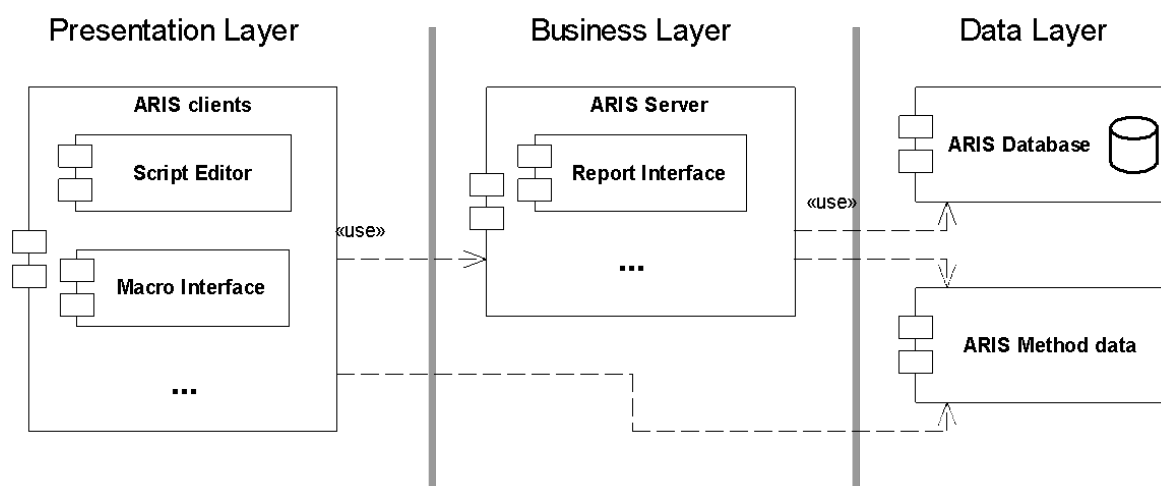 Presentation Layer
Business Layer
Data Layer
ARIS clients
Script Editor
«use»
Macro Interface
...
ARIS Server
Report Interface
«use»
...
ARIS Database
ARIS Method data